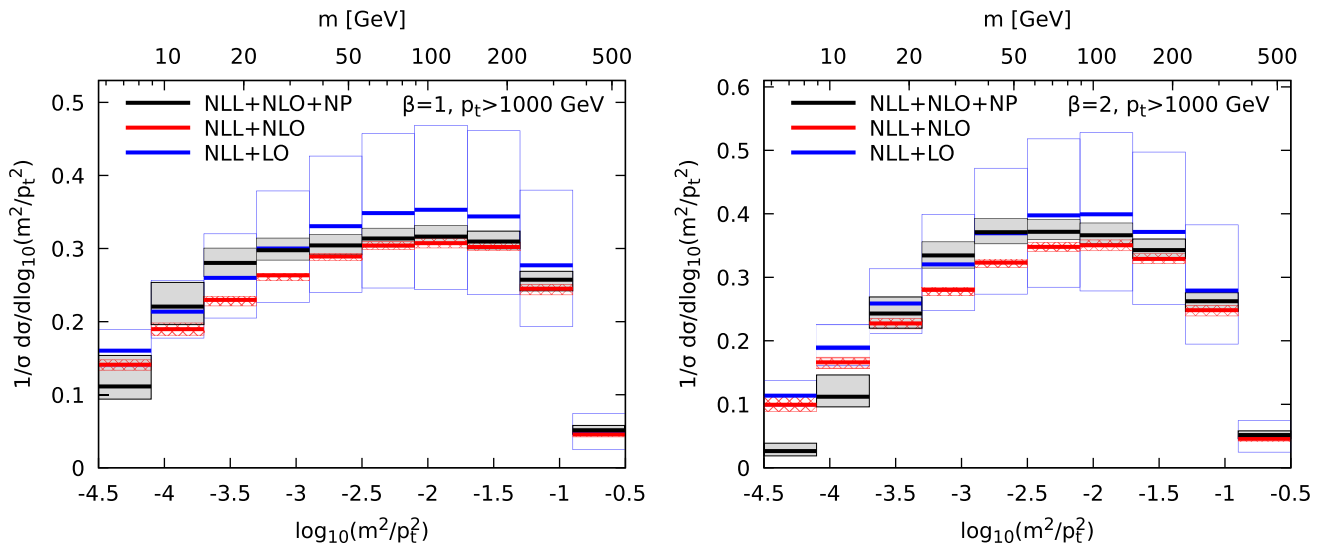 m [GeV]
10 20 50 100 200 500
NLL+NLO+NP
NLL+NLO
NLL+LO
β=1, pt>1000 GeV
1/σ dσ/dlog10(m2/pt2)
0.5
0.4
0.3
0.2
0.1
0
-4.5 -4 -3.5 -3 -2.5 -2 -1.5 -1 -0.5
log10(m2/pt2)
m [GeV]
10 20 50 100 200 500
NLL+NLO+NP
NLL+NLO
NLL+LO
β=2, pt>1000 GeV
1/σ dσ/dlog10(m2/pt2)
0.6
0.5
0.4
0.3
0.2
0.1
0
-4.5 -4 -3.5 -3 -2.5 -2 -1.5 -1 -0.5
log10(m2/pt2)